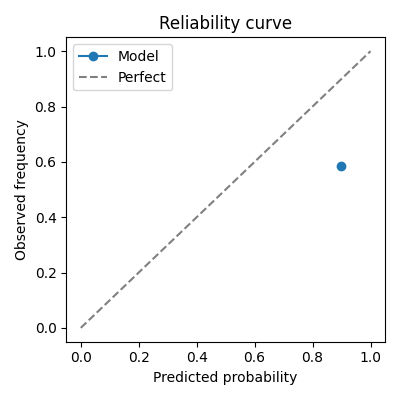 Reliability curve
Model
Perfect
Observed frequency
1.0
0.8
0.6
0.4
0.2
0.0
0.0 0.2 0.4 0.6 0.8 1.0
Predicted probability